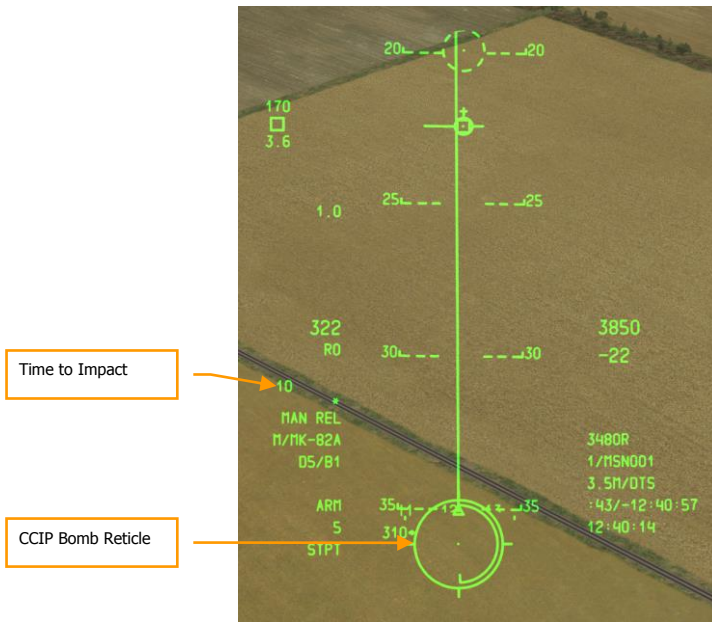 20 20
170
3.6
25 25
1.0
322 3850
R0 -22
30 30
Time to Impact
10
MAN REL
M/MK-82A 3480R
D5/B1 1/MSN001
3.5M/DTS
ARM 35 35 :43/-12:40:57
5 310 12:40:14
STPT
CCIP Bomb Reticle